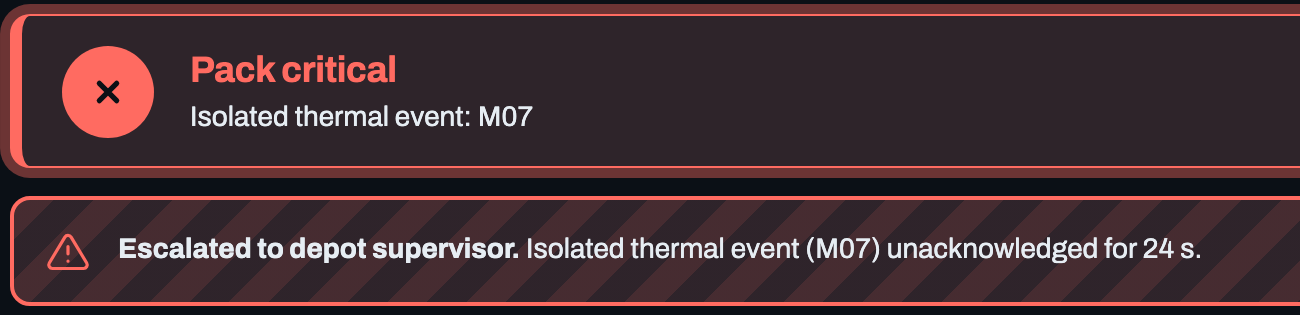 Pack critical
Isolated thermal event: M07
Escalated to depot supervisor. Isolated thermal event (M07) unacknowledged for 24 s.